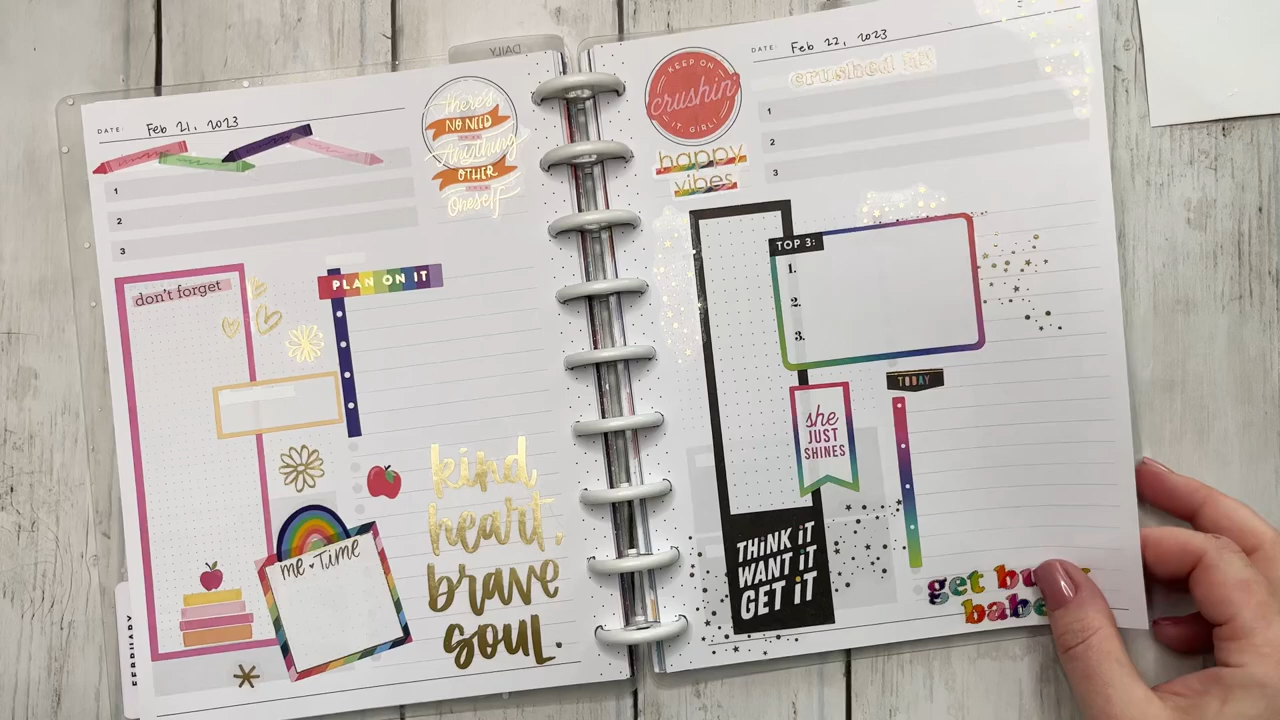 DAILY
DATE: Feb 21, 2023
there's
NO NEED
Anything
OTHER
Oneself
1
2
3
don't forget
PLAN ON IT
kind
heart.
brave
soul.
me ♥ Time
FEBRUARY
DATE: Feb 22, 2023
KEEP ON
crushin'
IT, GIRL!
happy
vibes
crushed it!
1
2
3
TOP 3:
1.
2.
3.
TODAY
she
JUST
SHINES
THiNK iT
WANT iT
GET iT
get